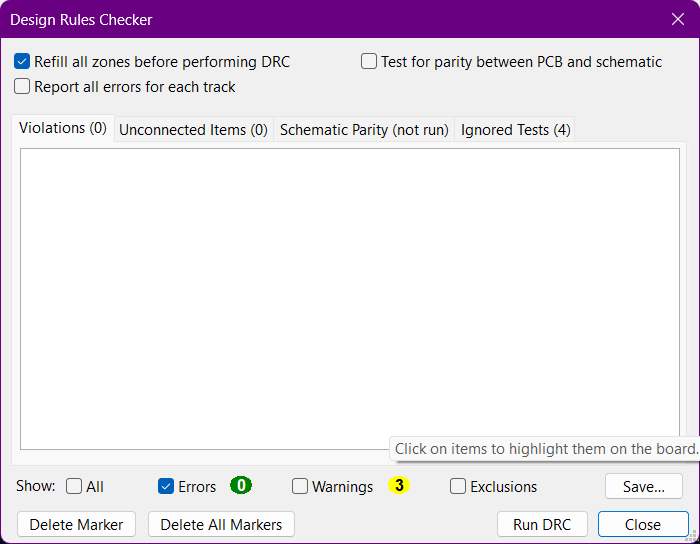 Design Rules Checker
Refill all zones before performing DRC
Test for parity between PCB and schematic
Report all errors for each track
Violations (0)
Unconnected Items (0)
Schematic Parity (not run)
Ignored Tests (4)
Click on items to highlight them on the board.
Show:
All
Errors
0
Warnings
3
Exclusions
Save...
Delete Marker
Delete All Markers
Run DRC
Close